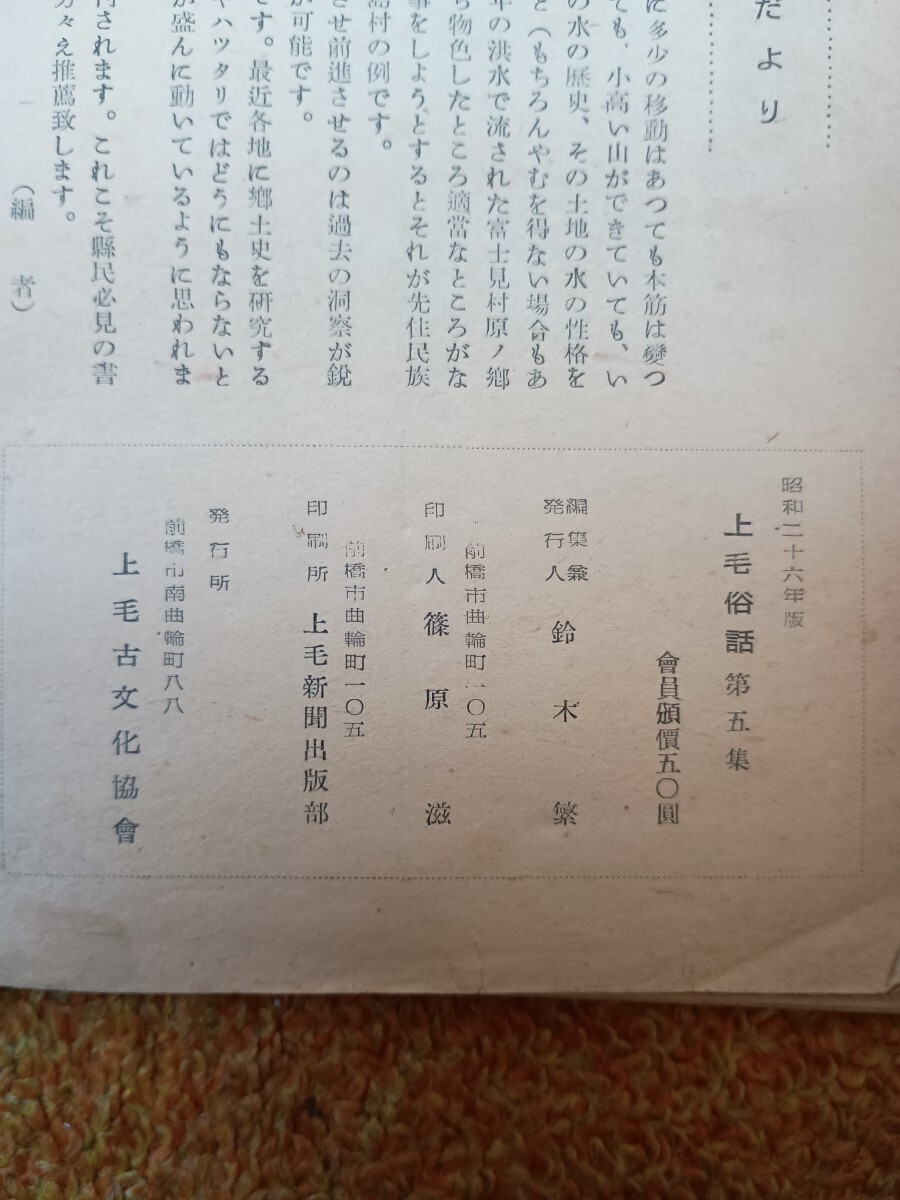 だより
に多少の移動はあつても本筋は變つ
ても、小高い山ができていても、い
の水の歴史、その土地の水の性格を
と（もちろんやむを得ない場合もあ
年の洪水で流された富士見村原ノ鄕
ら物色したところ適當なところがな
事をしようとするとそれが先住民族
島村の例です。
させ前進させるのは過去の洞察が鋭
が可能です。
です。最近各地に鄕土史を硏究する
やハツタリではどうにもならないと
が盛んに動いているように思われま
行されます。これこそ縣民必見の書
方々え推薦致します。
（編　者）
昭和二十六年版
上毛俗話 第五集
會員頒價五〇圓
編集兼
発行人 鈴木繁
前橋市曲輪町一〇五
印刷人 篠原滋
前橋市曲輪町一〇五
印刷所 上毛新聞出版部
発行所
前橋市南曲輪町八八
上毛古文化協會